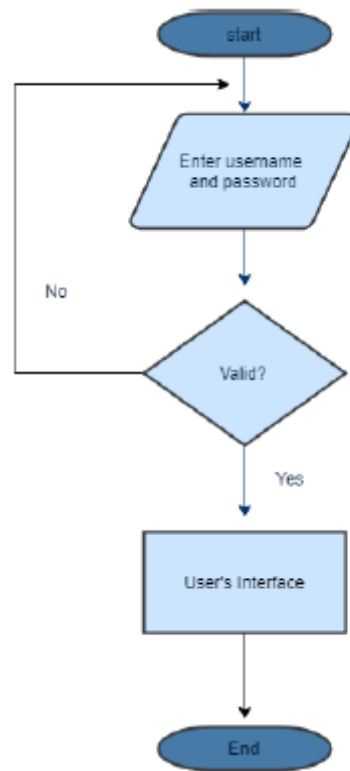 start
Enter username
and password
No
Valid?
Yes
User's Interface
End